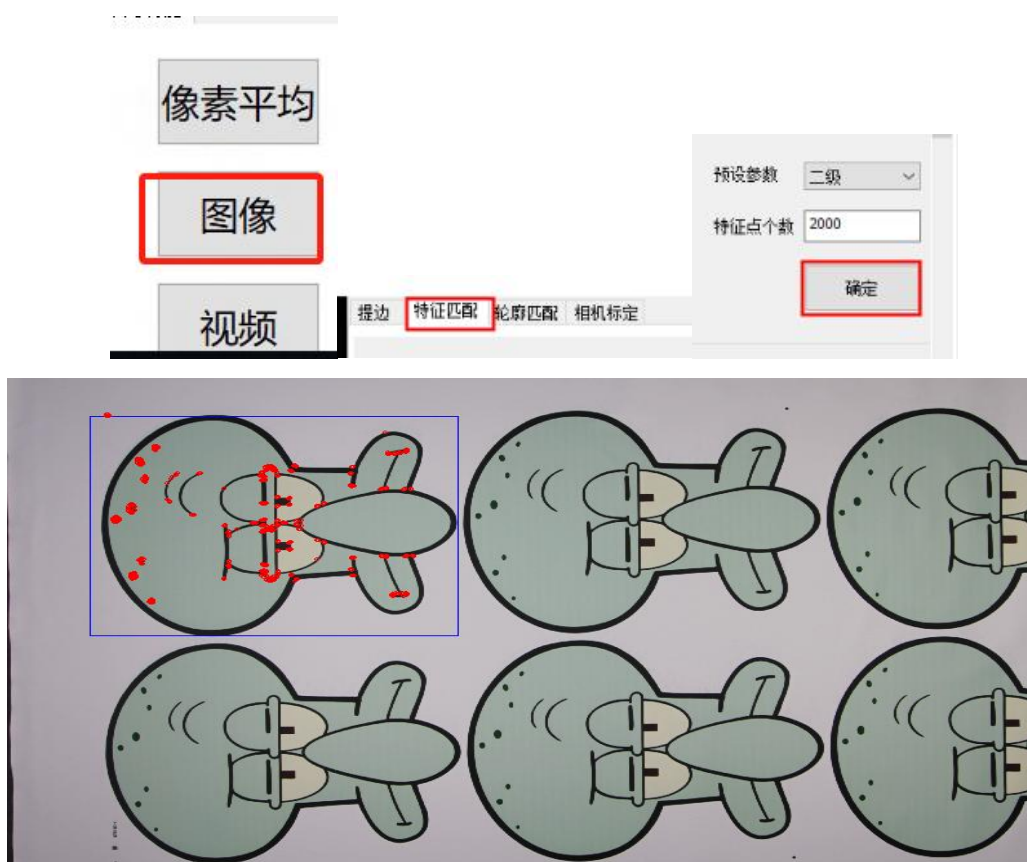 像素平均
图像
视频
提边 特征匹配 轮廓匹配 相机标定
预设参数 二级
特征点个数 2000
确定